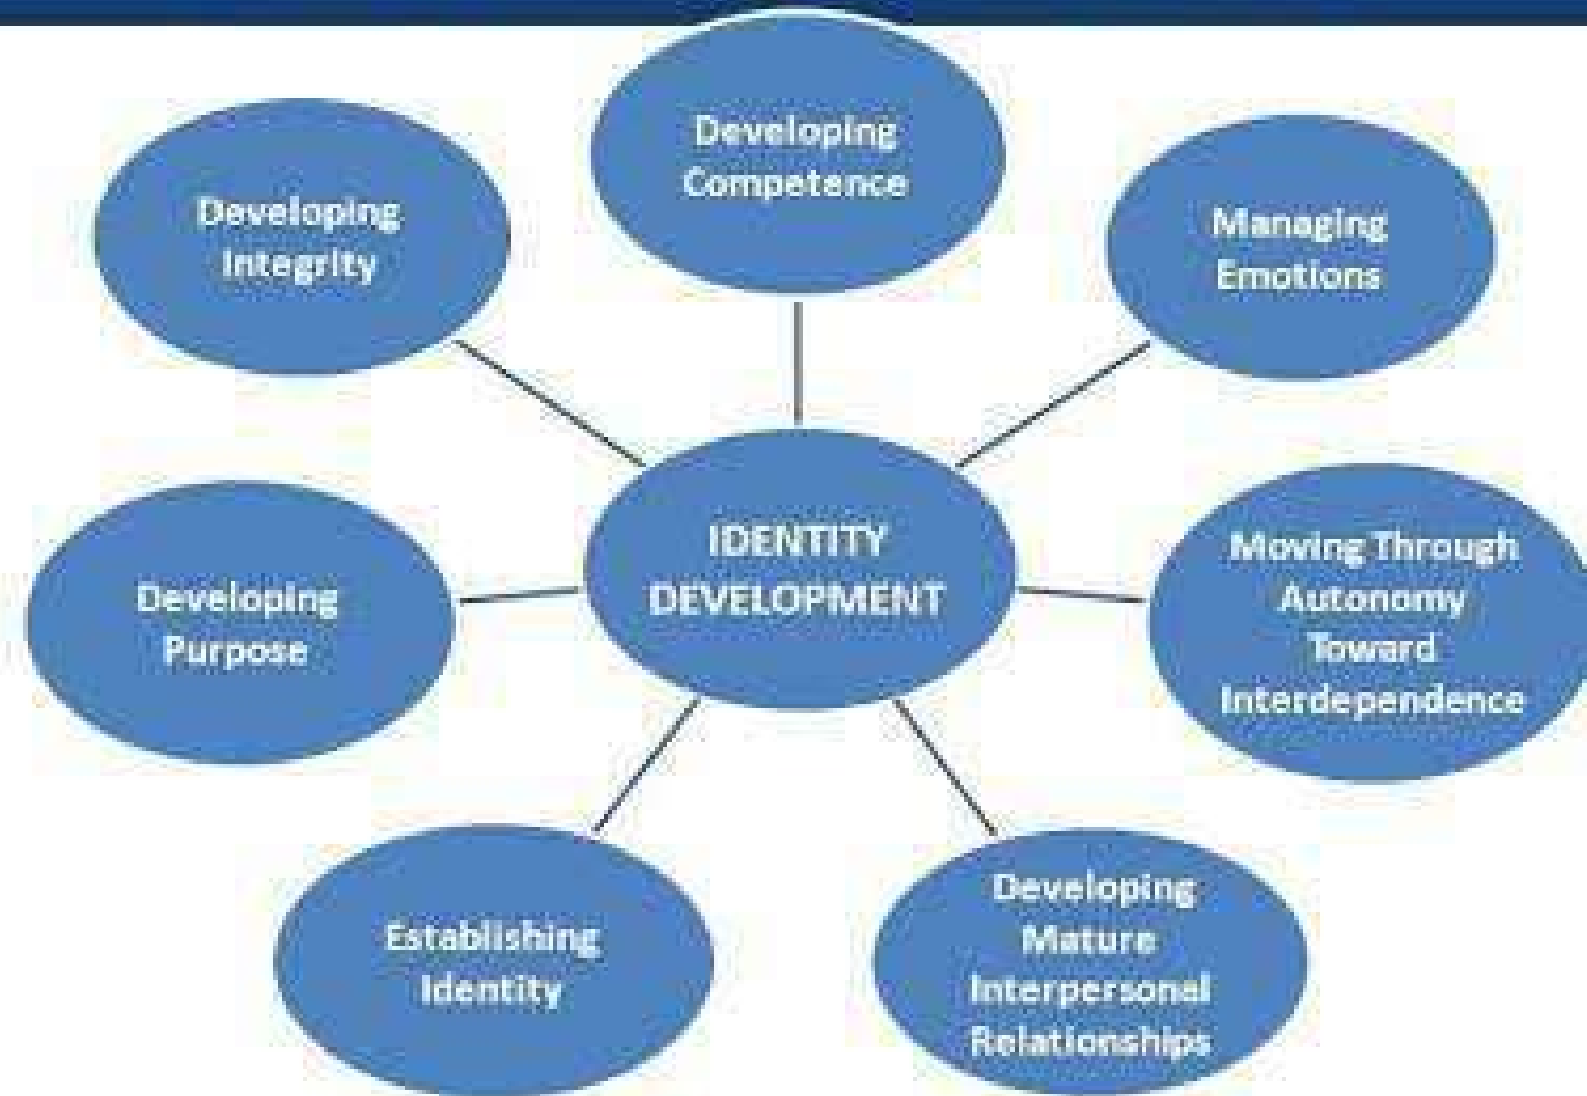 Developing
Competence
Managing
Emotions
Moving Through
Autonomy
Toward
Interdependence
Developing
Mature
Interpersonal
Relationships
Establishing
Identity
Developing
Purpose
Developing
Integrity
IDENTITY
DEVELOPMENT